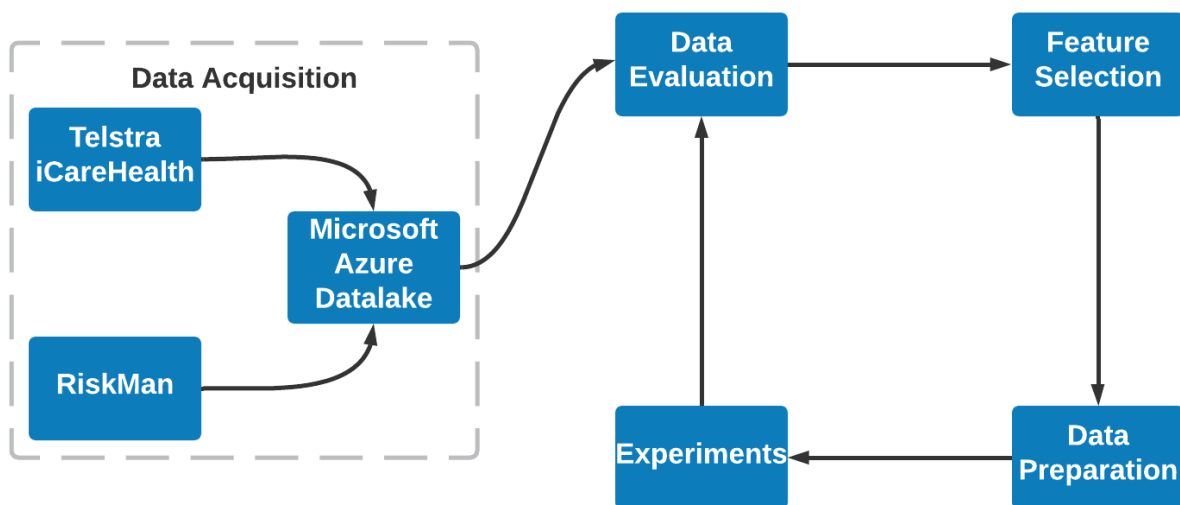 Data Acquisition
Telstra
iCareHealth
Microsoft
Azure
Datalake
RiskMan
Data
Evaluation
Feature
Selection
Experiments
Data
Preparation